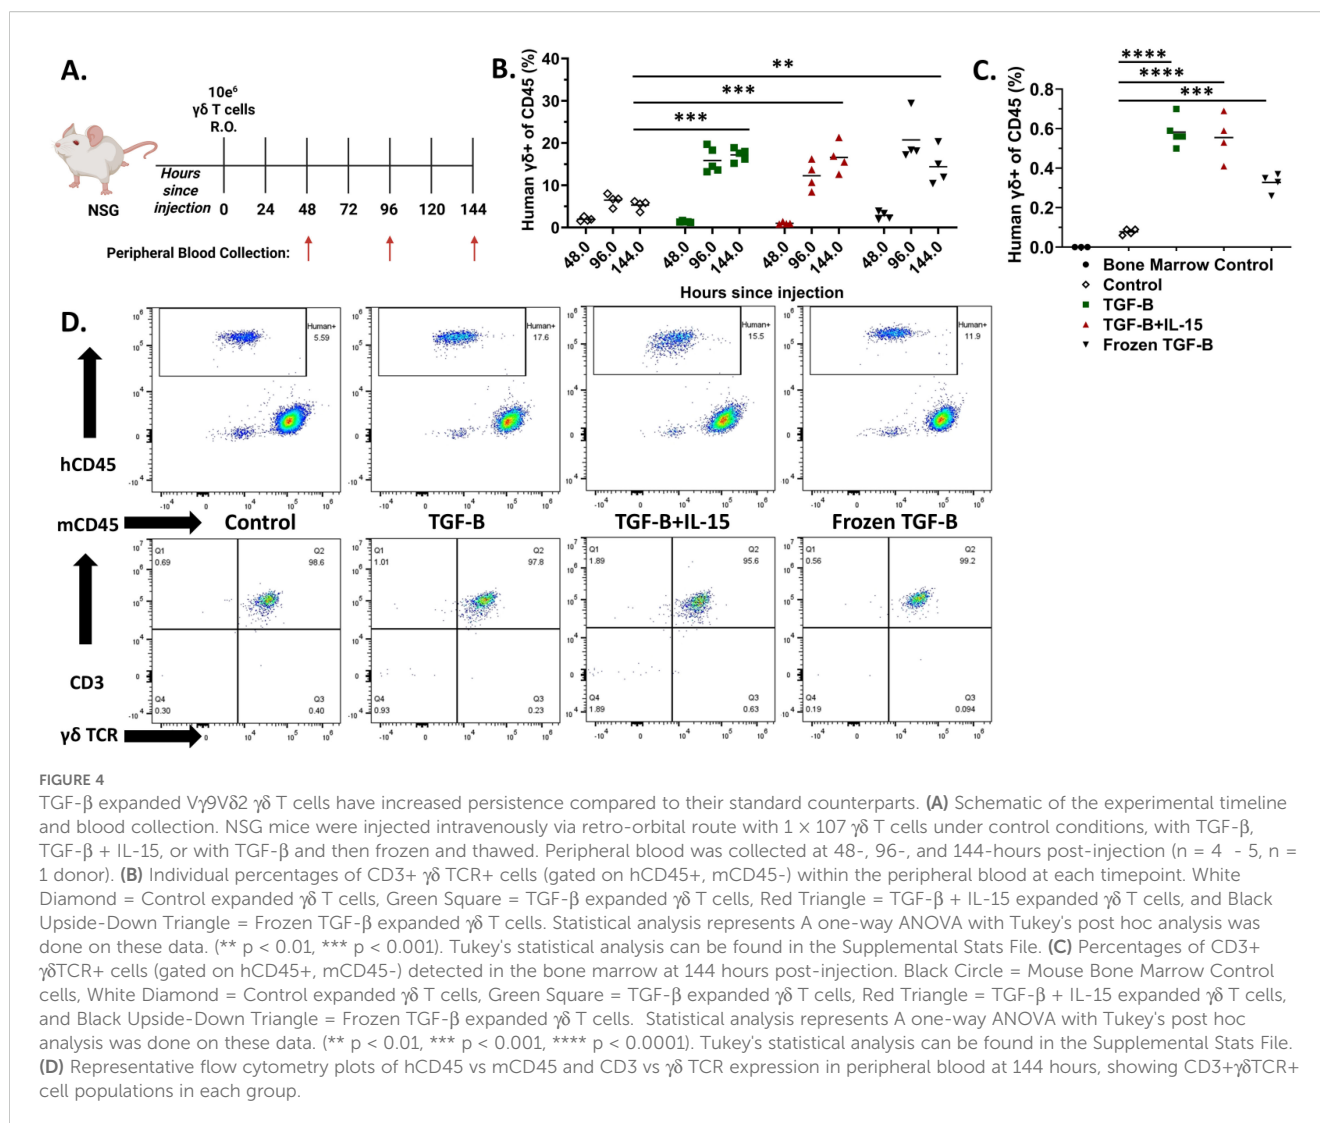 A.
10e⁶
γδ T cells
R.O.
NSG
Hours
since
injection
0 24 48 72 96 120 144
Peripheral Blood Collection:
B.
Human γδ+ of CD45 (%)
40
30
20
10
0
** 
***
***
48.0 96.0 144.0 48.0 96.0 144.0 48.0 96.0 144.0 48.0 96.0 144.0
Hours since injection
C.
Human γδ+ of CD45 (%)
0.8
0.6
0.4
0.2
0.0
****
****
***
Bone Marrow Control
Control
TGF-B
TGF-B+IL-15
Frozen TGF-B
D.
hCD45
mCD45
Human+
5.59
Human+
17.6
Human+
15.5
Human+
11.9
Control TGF-B TGF-B+IL-15 Frozen TGF-B
CD3
γδ TCR
Q1
0.69
Q2
98.6
Q4
0.30
Q3
0.40
Q1
1.01
Q2
97.8
Q4
0.93
Q3
0.23
Q1
1.89
Q2
95.6
Q4
1.89
Q3
0.63
Q1
0.56
Q2
99.2
Q4
0.19
Q3
0.094
FIGURE 4
TGF-β expanded Vγ9Vδ2 γδ T cells have increased persistence compared to their standard counterparts. (A) Schematic of the experimental timeline
and blood collection. NSG mice were injected intravenously via retro-orbital route with 1 × 107 γδ T cells under control conditions, with TGF-β,
TGF-β + IL-15, or with TGF-β and then frozen and thawed. Peripheral blood was collected at 48-, 96-, and 144-hours post-injection (n = 4 - 5, n =
1 donor). (B) Individual percentages of CD3+ γδ TCR+ cells (gated on hCD45+, mCD45-) within the peripheral blood at each timepoint. White
Diamond = Control expanded γδ T cells, Green Square = TGF-β expanded γδ T cells, Red Triangle = TGF-β + IL-15 expanded γδ T cells, and Black
Upside-Down Triangle = Frozen TGF-β expanded γδ T cells. Statistical analysis represents A one-way ANOVA with Tukey's post hoc analysis was
done on these data. (** p < 0.01, *** p < 0.001). Tukey's statistical analysis can be found in the Supplemental Stats File. (C) Percentages of CD3+
γδTCR+ cells (gated on hCD45+, mCD45-) detected in the bone marrow at 144 hours post-injection. Black Circle = Mouse Bone Marrow Control
cells, White Diamond = Control expanded γδ T cells, Green Square = TGF-β expanded γδ T cells, Red Triangle = TGF-β + IL-15 expanded γδ T cells,
and Black Upside-Down Triangle = Frozen TGF-β expanded γδ T cells. Statistical analysis represents A one-way ANOVA with Tukey's post hoc
analysis was done on these data. (** p < 0.01, *** p < 0.001, **** p < 0.0001). Tukey's statistical analysis can be found in the Supplemental Stats File.
(D) Representative flow cytometry plots of hCD45 vs mCD45 and CD3 vs γδ TCR expression in peripheral blood at 144 hours, showing CD3+γδTCR+
cell populations in each group.